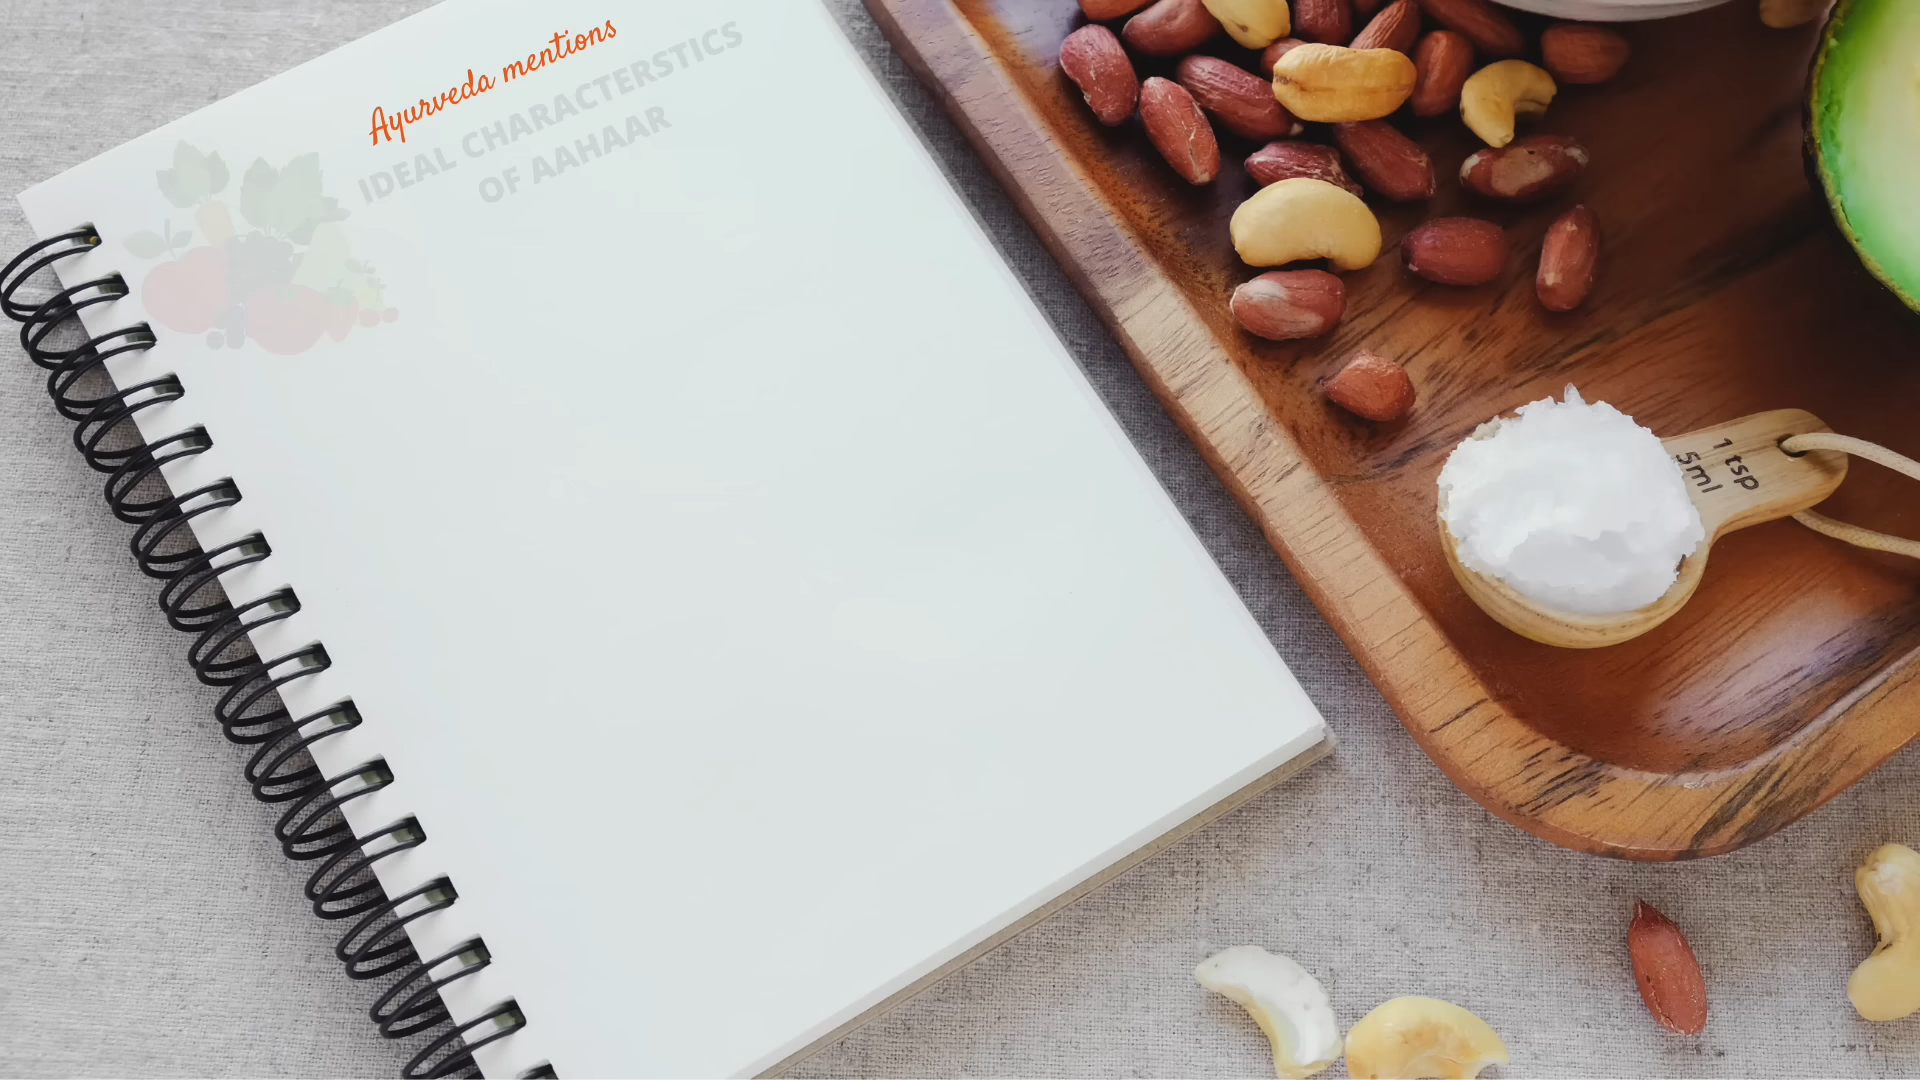 Ayurveda mentions
IDEAL CHARACTERSTICS
OF AAHAAR
1 tsp
5ml